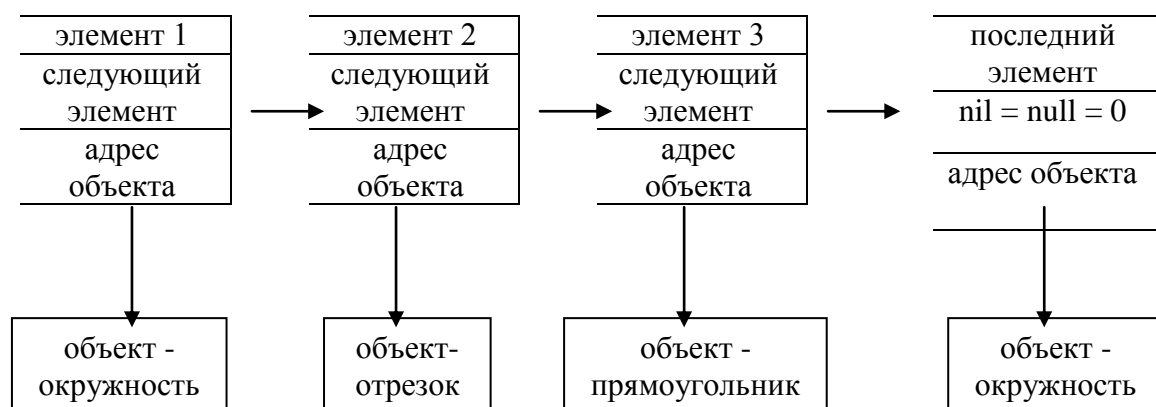 элемент 1
следующий
элемент
адрес
объекта
элемент 2
следующий
элемент
адрес
объекта
элемент 3
следующий
элемент
адрес
объекта
последний
элемент
nil = null = 0
адрес объекта
объект -
окружность
объект-
отрезок
объект -
прямоугольник
объект -
окружность